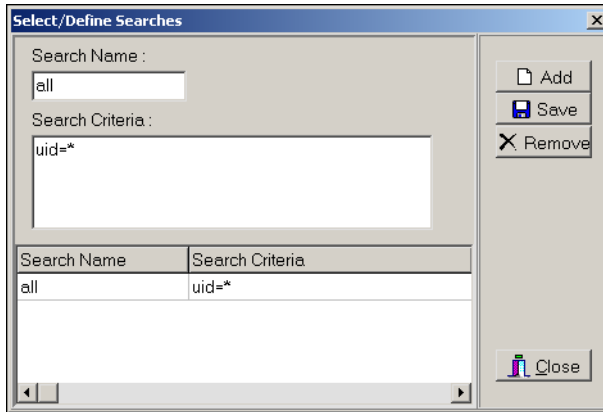 Select/Define Searches
Search Name :
all
Search Criteria :
uid=*
Add
Save
Remove
Search Name Search Criteria
all uid=*
Close